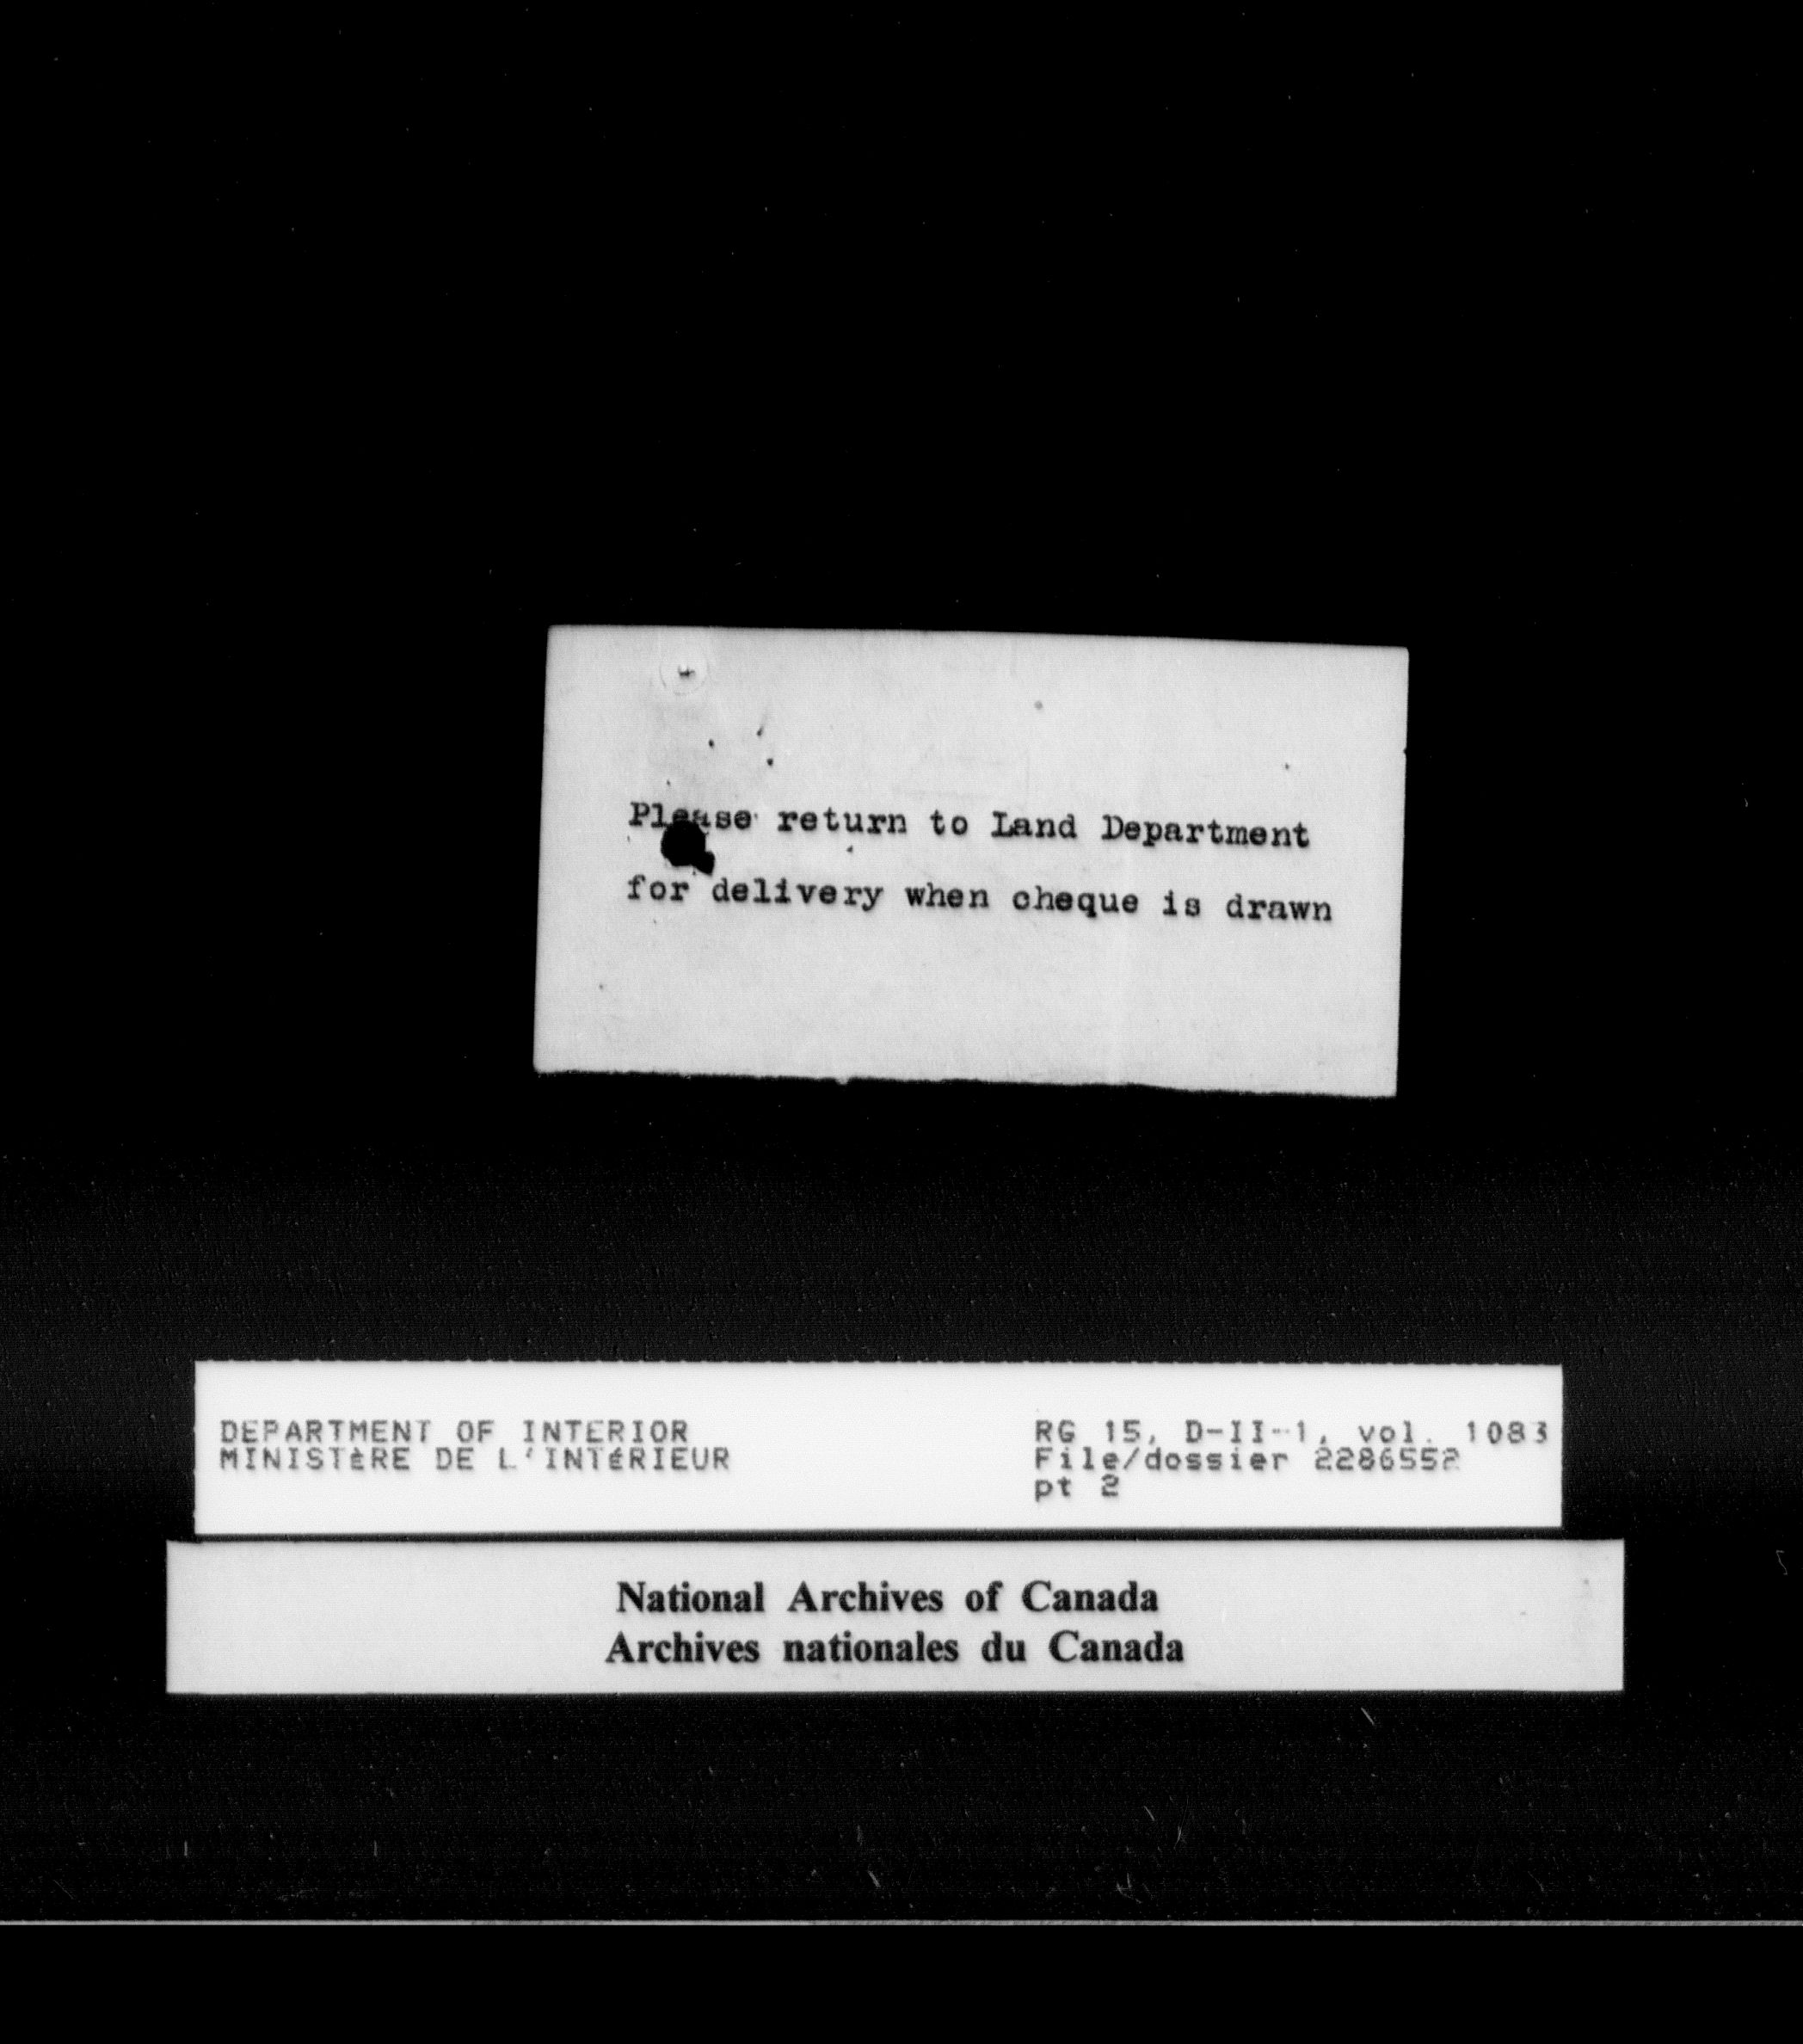 Please return to Land Department
for delivery when cheque is drawn
DEPARTMENT OF INTERIOR
MINISTèRE DE L'INTéRIEUR
RG 15, D-II-1, vol. 1083
File/dossier 2286552
pt 2
National Archives of Canada
Archives nationales du Canada